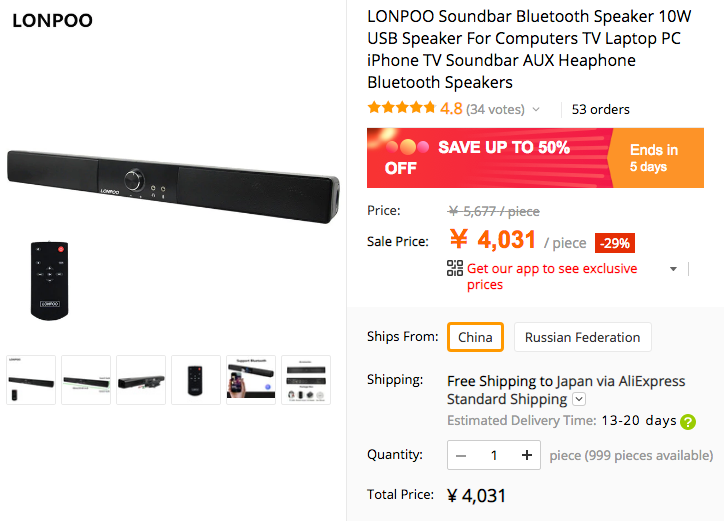 LONPOO
LONPOO
LONPOO
LONPOO Soundbar Bluetooth Speaker 10W
USB Speaker For Computers TV Laptop PC
iPhone TV Soundbar AUX Heaphone
Bluetooth Speakers
4.8 (34 votes)
53 orders
SAVE UP TO 50%
OFF
Ends in
5 days
Price: ¥ 5,677 / piece
Sale Price: ¥ 4,031 / piece -29%
Get our app to see exclusive
prices
Ships From: China Russian Federation
Shipping: Free Shipping to Japan via AliExpress
Standard Shipping
Estimated Delivery Time: 13-20 days ?
Quantity: − 1 + piece (999 pieces available)
Total Price: ¥ 4,031